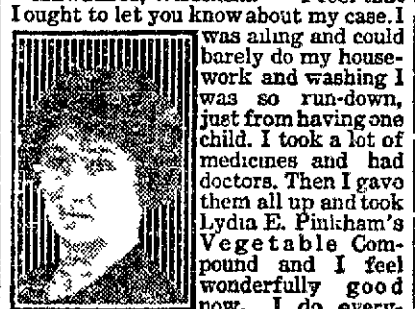 I ought to let you know about my case. I
was ailing and could
barely do my house-
work and washing I
was so run-down,
just from having one
child. I took a lot of
medicines and had
doctors. Then I gave
them all up and took
Lydia E. Pinkham's
Vegetable Com-
pound and I feel
wonderfully good
now. I do every-